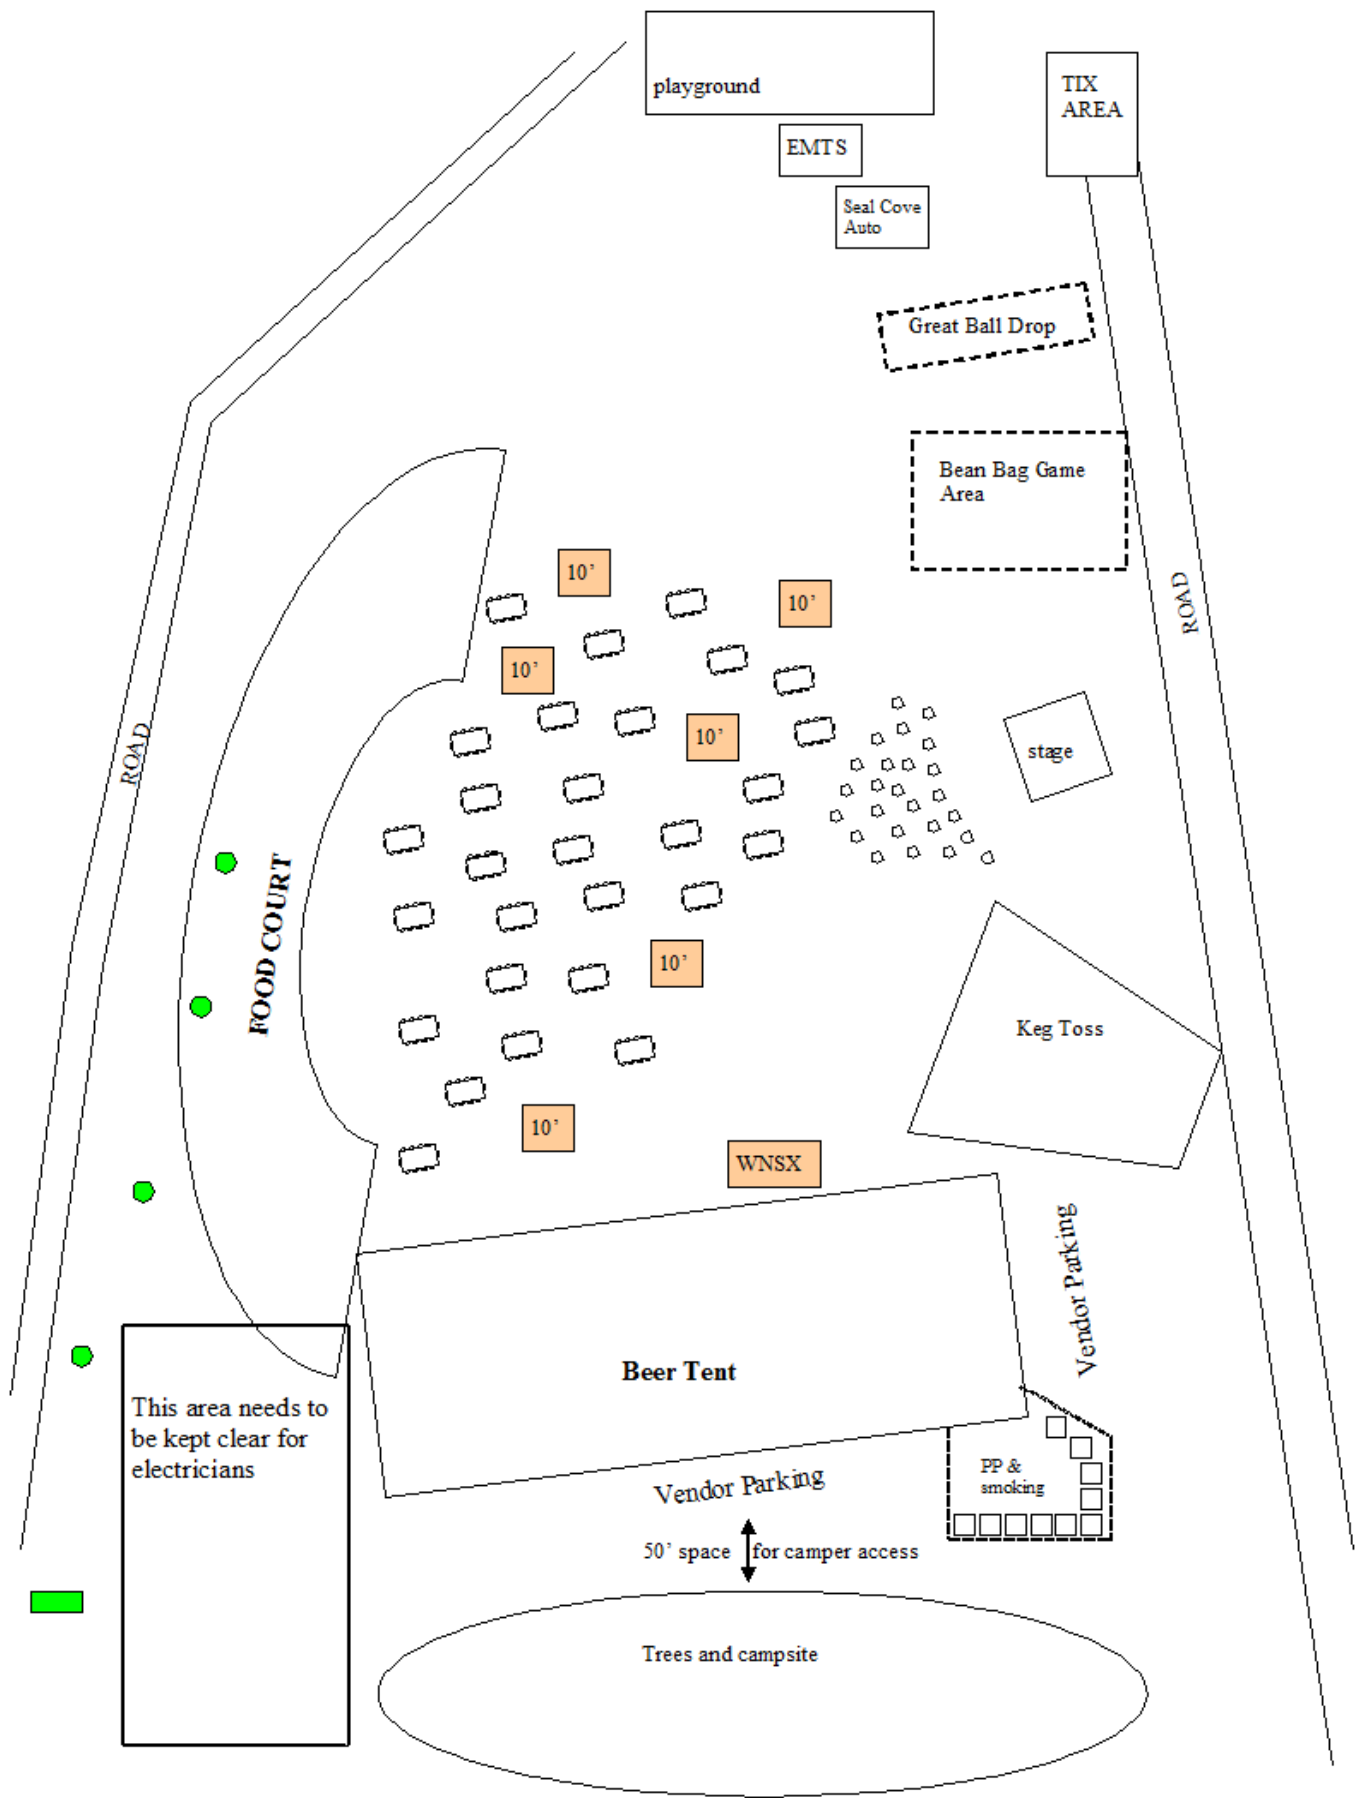 playground
TIX
AREA
EMTS
Seal Cove
Auto
Great Ball Drop
Bean Bag Game
Area
10’
10’
ROAD
10’
10’
stage
ROAD
FOOD COURT
10’
Keg Toss
10’
WNSX
Vendor Parking
Beer Tent
This area needs to
be kept clear for
electricians
PP &
smoking
Vendor Parking
50’ space
for camper access
Trees and campsite